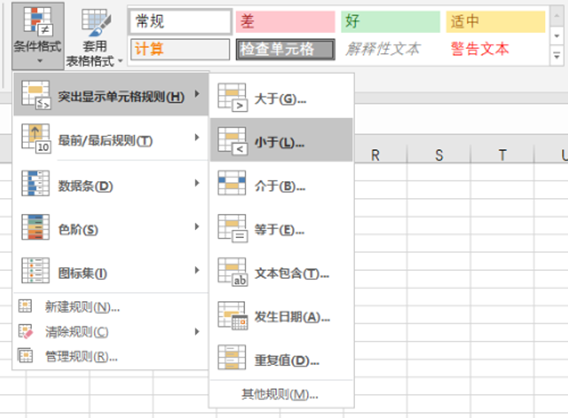 常规 差 好 适中
条件格式 套用
表格格式 计算 检查单元格 解释性文本 警告文本
突出显示单元格规则(H)
最前/最后规则(T)
数据条(D)
色阶(S)
图标集(I)
新建规则(N)...
清除规则(C)
管理规则(R)...
大于(G)...
小于(L)...
介于(B)...
等于(E)...
文本包含(T)...
发生日期(A)...
重复值(D)...
其他规则(M)...
≠
≤ >
10
>
<
=
ab
R S T U